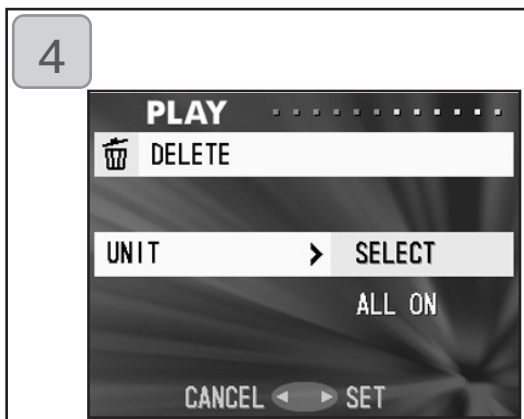 4
PLAY
DELETE
UNIT > SELECT
ALL ON
CANCEL ◄ ► SET